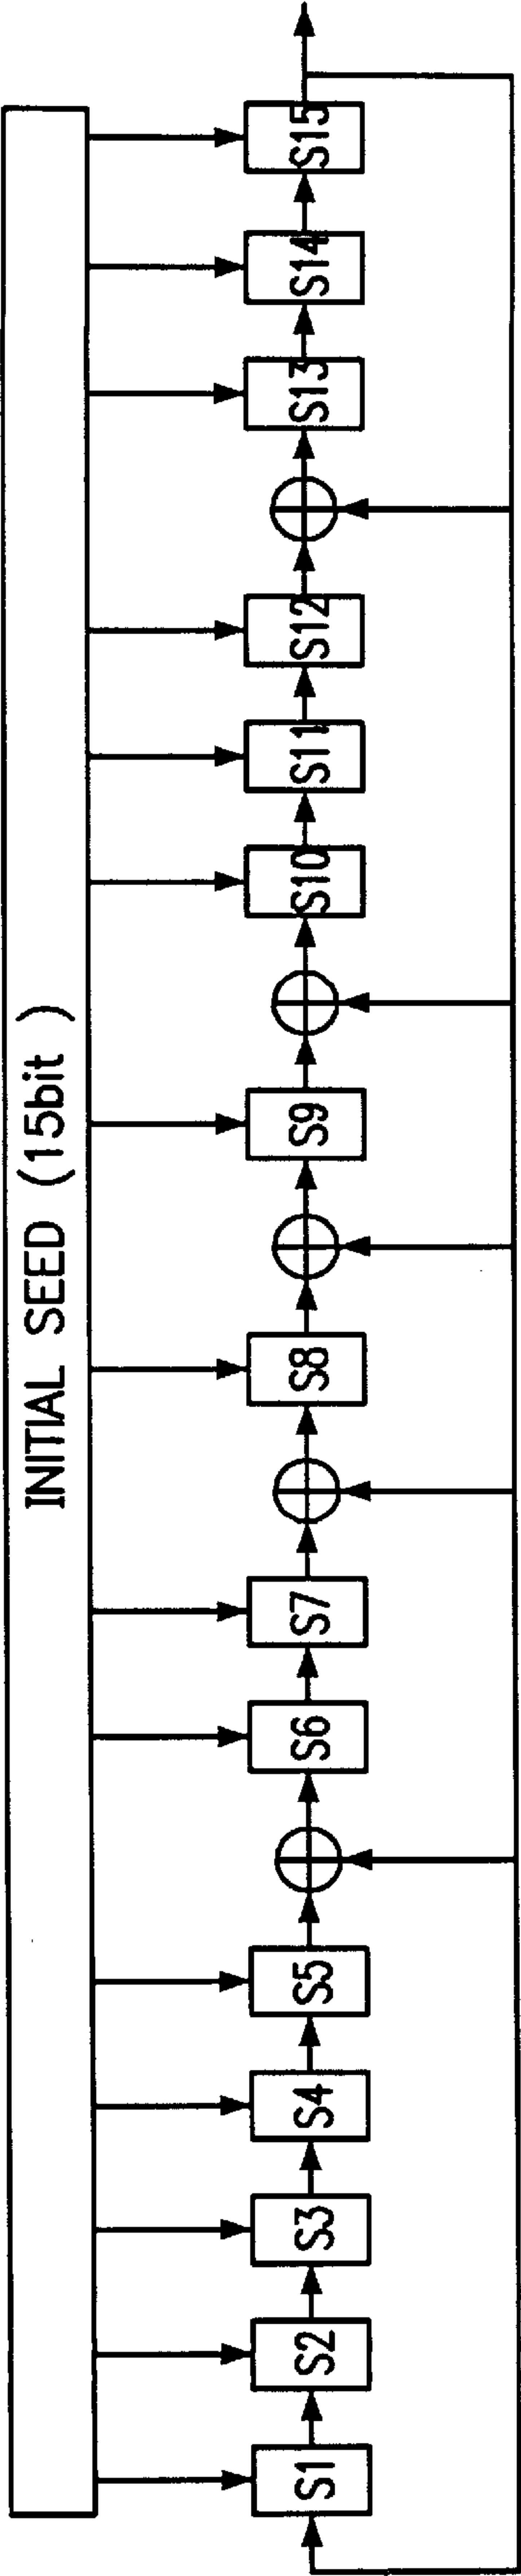 INITIAL SEED (15bit )
S1
S2
S3
S4
S5
S6
S7
S8
S9
S10
S11
S12
S13
S14
S15